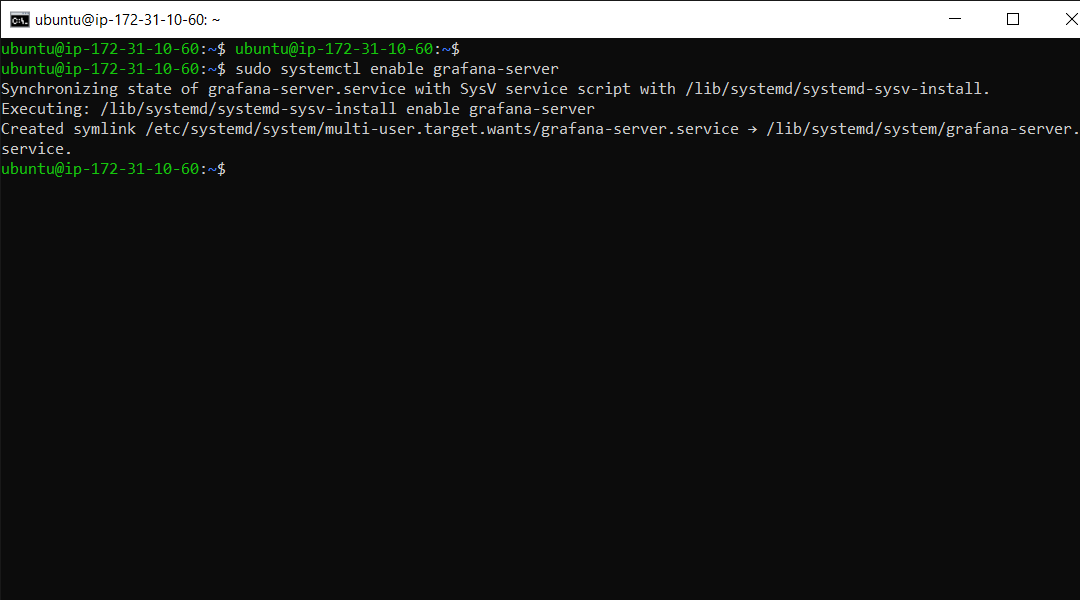 ubuntu@ip-172-31-10-60: ~
ubuntu@ip-172-31-10-60:~$ ubuntu@ip-172-31-10-60:~$
ubuntu@ip-172-31-10-60:~$ sudo systemctl enable grafana-server
Synchronizing state of grafana-server.service with SysV service script with /lib/systemd/systemd-sysv-install.
Executing: /lib/systemd/systemd-sysv-install enable grafana-server
Created symlink /etc/systemd/system/multi-user.target.wants/grafana-server.service → /lib/systemd/system/grafana-server.
service.
ubuntu@ip-172-31-10-60:~$